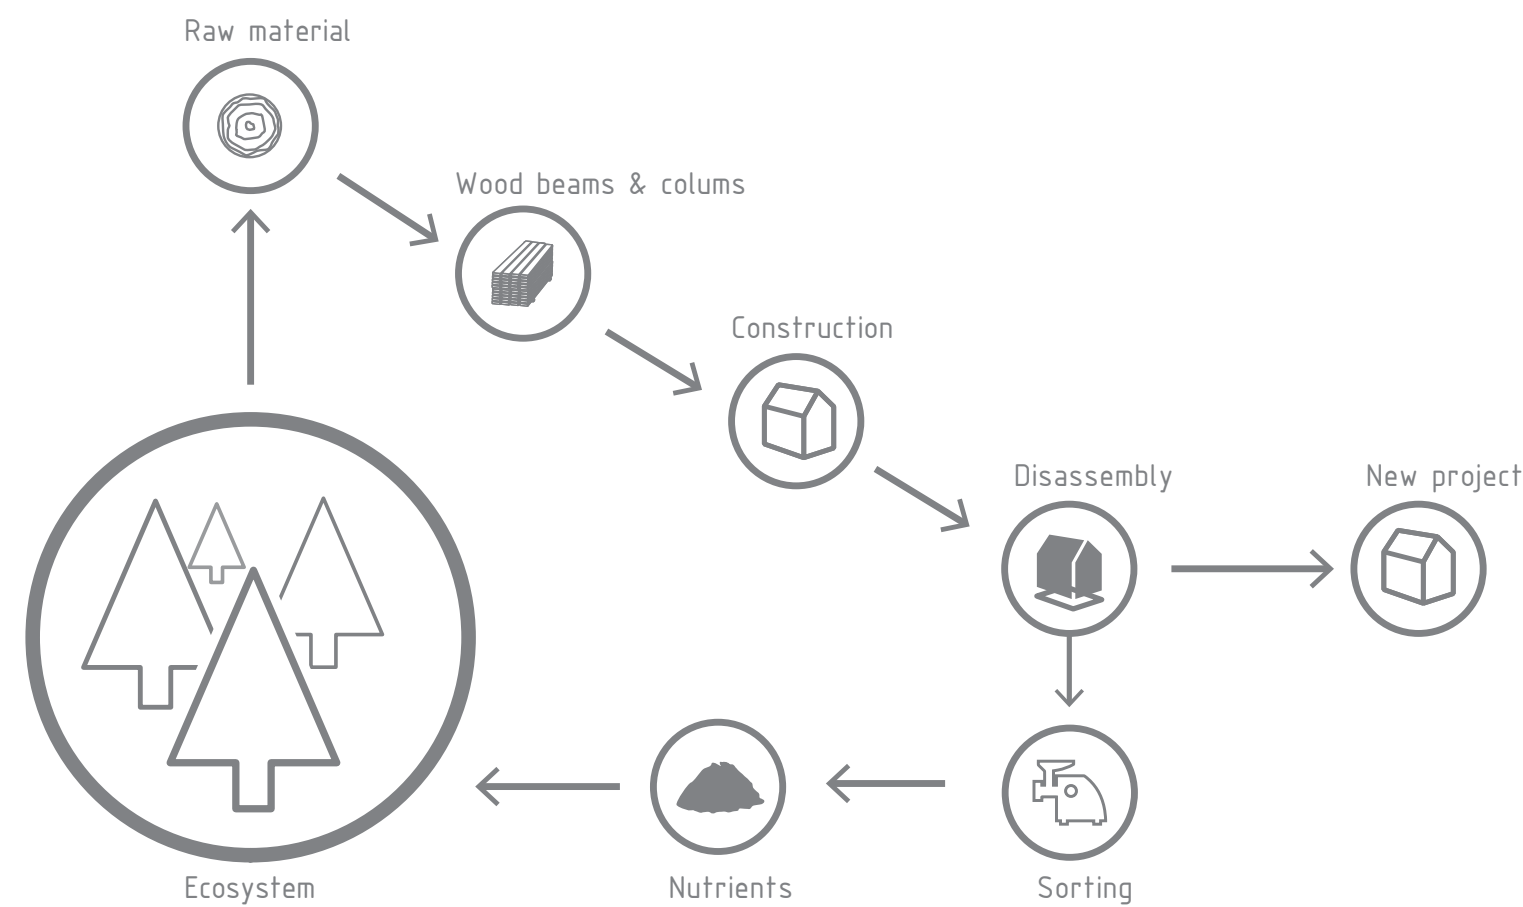 Raw material
Wood beams & colums
Construction
Disassembly
New project
Ecosystem
Nutrients
Sorting